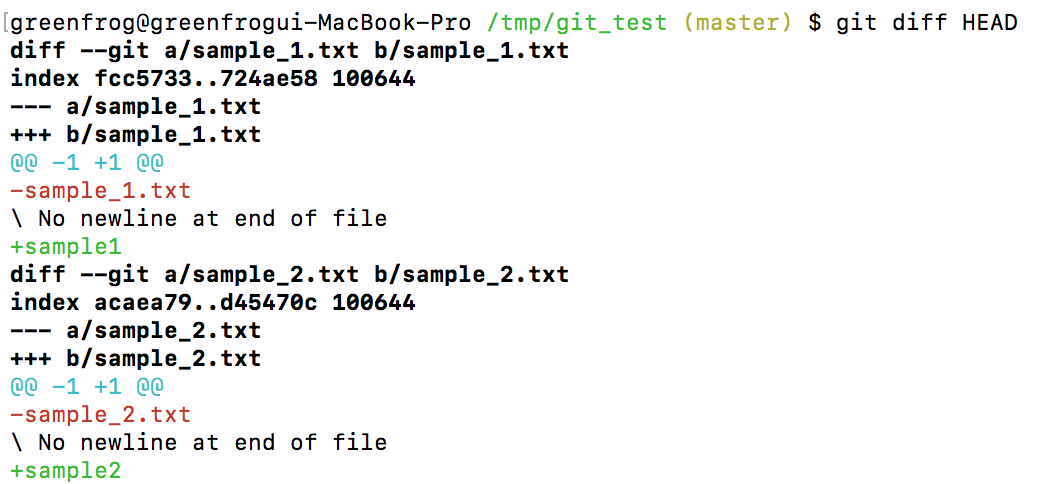 [greenfrog@greenfrogui-MacBook-Pro /tmp/git_test (master) $ git diff HEAD
diff --git a/sample_1.txt b/sample_1.txt
index fcc5733..724ae58 100644
--- a/sample_1.txt
+++ b/sample_1.txt
@@ -1 +1 @@
-sample_1.txt
\ No newline at end of file
+sample1
diff --git a/sample_2.txt b/sample_2.txt
index acaea79..d45470c 100644
--- a/sample_2.txt
+++ b/sample_2.txt
@@ -1 +1 @@
-sample_2.txt
\ No newline at end of file
+sample2